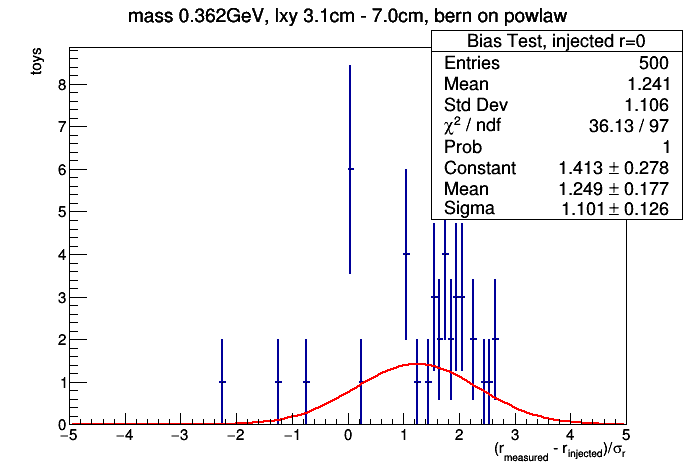 mass 0.362GeV, lxy 3.1cm - 7.0cm, bern on powlaw
Bias Test, injected r=0
Entries 500
Mean 1.241
Std Dev 1.106
χ² / ndf 36.13 / 97
Prob 1
Constant 1.413 ± 0.278
Mean 1.249 ± 0.177
Sigma 1.101 ± 0.126
toys
8
7
6
5
4
3
2
1
0
−5 −4 −3 −2 −1 0 1 2 3 4 5
(r_measured - r_injected)/σ_r